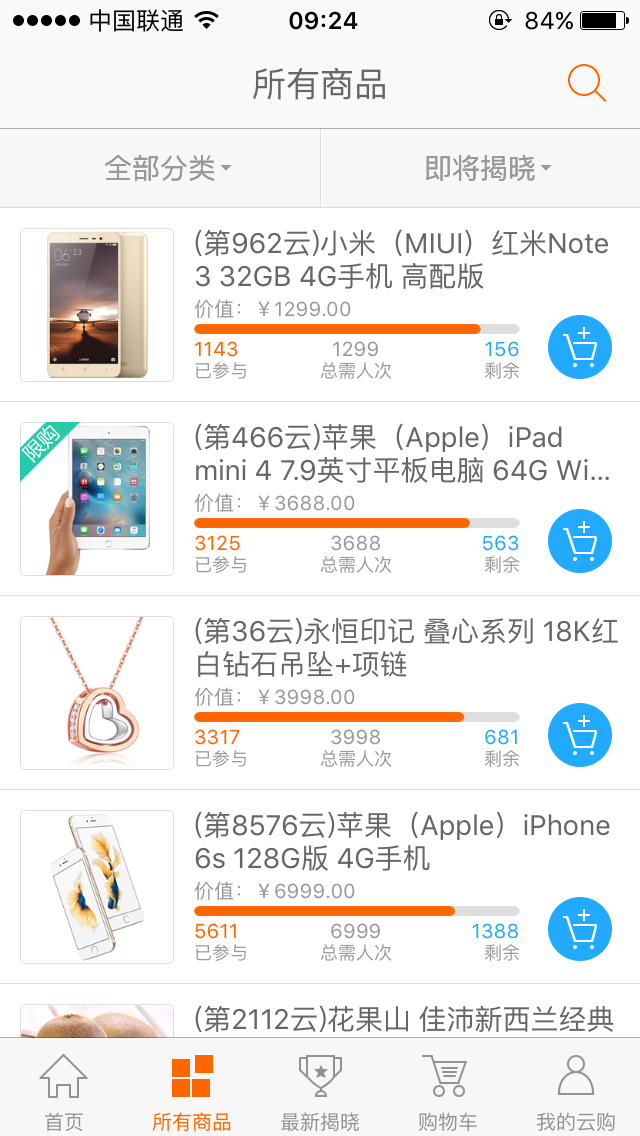 中国联通 09:24 84%
所有商品
全部分类 即将揭晓
(第962云)小米（MIUI）红米Note
3 32GB 4G手机 高配版
价值：￥1299.00
1143 1299 156
已参与 总需人次 剩余
限购
(第466云)苹果（Apple）iPad
mini 4 7.9英寸平板电脑 64G Wi...
价值：￥3688.00
3125 3688 563
已参与 总需人次 剩余
(第36云)永恒印记 叠心系列 18K红
白钻石吊坠+项链
价值：￥3998.00
3317 3998 681
已参与 总需人次 剩余
(第8576云)苹果（Apple）iPhone
6s 128G版 4G手机
价值：￥6999.00
5611 6999 1388
已参与 总需人次 剩余
(第2112云)花果山 佳沛新西兰经典
首页 所有商品 最新揭晓 购物车 我的云购